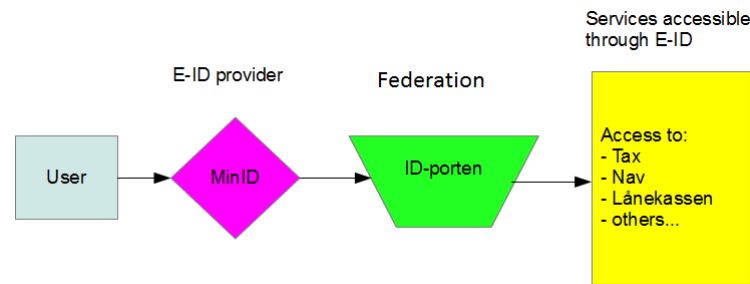 Services accessible
through E-ID
E-ID provider
Federation
User
MinID
ID-porten
Access to:
- Tax
- Nav
- Lånekassen
- others...